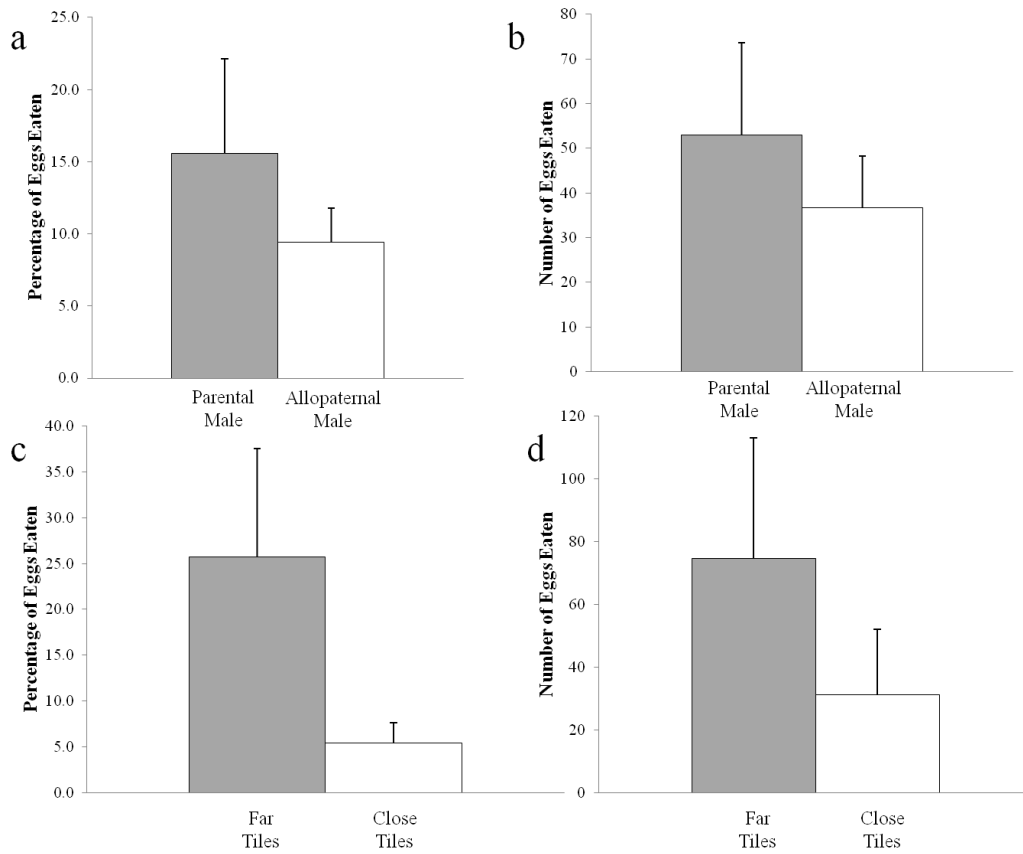 a
Percentage of Eggs Eaten
25.0
20.0
15.0
10.0
5.0
0.0
Parental
Male
Allopaternal
Male
b
Number of Eggs Eaten
80
70
60
50
40
30
20
10
0
Parental
Male
Allopaternal
Male
c
Percentage of Eggs Eaten
40.0
35.0
30.0
25.0
20.0
15.0
10.0
5.0
0.0
Far
Tiles
Close
Tiles
d
Number of Eggs Eaten
120
100
80
60
40
20
0
Far
Tiles
Close
Tiles